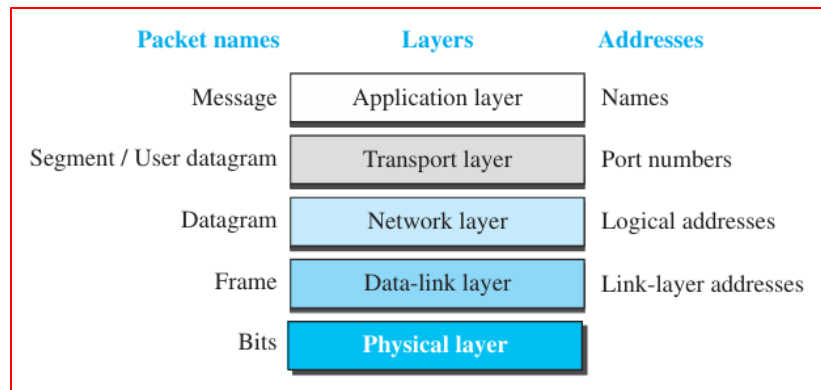 Packet names Layers Addresses
Message Application layer Names
Segment / User datagram Transport layer Port numbers
Datagram Network layer Logical addresses
Frame Data-link layer Link-layer addresses
Bits Physical layer